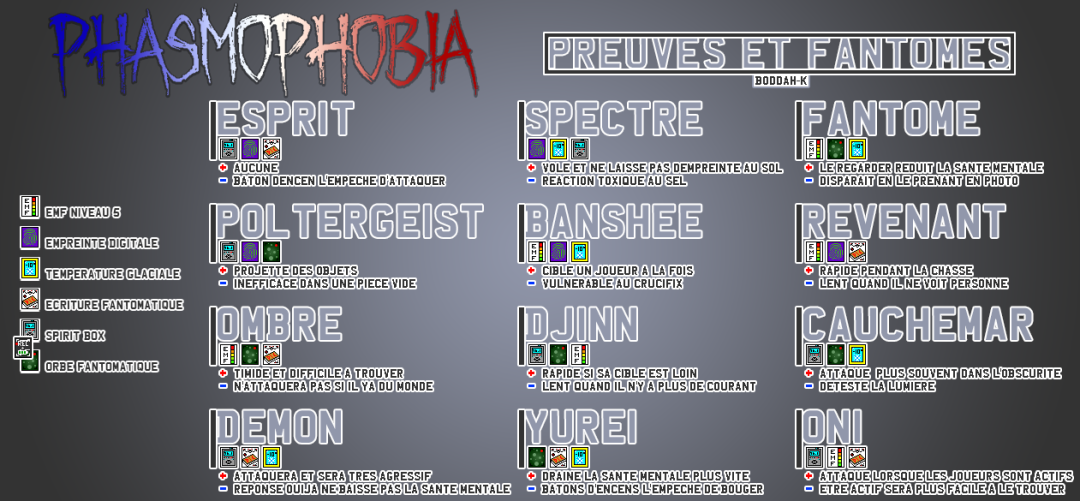 PHASMOPHOBIA
PREUVES ET FANTOMES
BODDAH-K
EMF NIVEAU 5
EMPREINTE DIGITALE
TEMPERATURE GLACIALE
ECRITURE FANTOMATIQUE
SPIRIT BOX
ORBE FANTOMATIQUE
ESPRIT
+ AUCUNE
- BATON DENCEN L'EMPECHE D'ATTAQUER
SPECTRE
+ VOLE ET NE LAISSE PAS DEMPREINTE AU SOL
- REACTION TOXIQUE AU SEL
FANTOME
EMF
+ LE REGARDER REDUIT LA SANTE MENTALE
- DISPARAIT EN LE PRENANT EN PHOTO
POLTERGEIST
+ PROJETTE DES OBJETS
- INEFFICACE DANS UNE PIECE VIDE
BANSHEE
EMF
+ CIBLE UN JOUEUR A LA FOIS
- VULNERABLE AU CRUCIFIX
REVENANT
EMF
+ RAPIDE PENDANT LA CHASSE
- LENT QUAND IL NE VOIT PERSONNE
OMBRE
EMF
+ TIMIDE ET DIFFICILE A TROUVER
- N'ATTAQUERA PAS SI IL YA DU MONDE
DJINN
EMF
+ RAPIDE SI SA CIBLE EST LOIN
- LENT QUAND IL N'Y A PLUS DE COURANT
CAUCHEMAR
+ ATTAQUE PLUS SOUVENT DANS L'OBSCURITE
- DETESTE LA LUMIERE
DEMON
+ ATTAQUERA ET SERA TRES AGRESSIF
- REPONSE OUIJA NE BAISSE PAS LA SANTE MENTALE
YUREI
+ DRAINE LA SANTE MENTALE PLUS VITE
- BATONS D'ENCENS L'EMPECHE DE BOUGER
ONI
EMF
+ ATTAQUE LORSQUE LES JOUEURS SONT ACTIFS
- ETRE ACTIF SERA PLUS FACILE A LE TROUVER